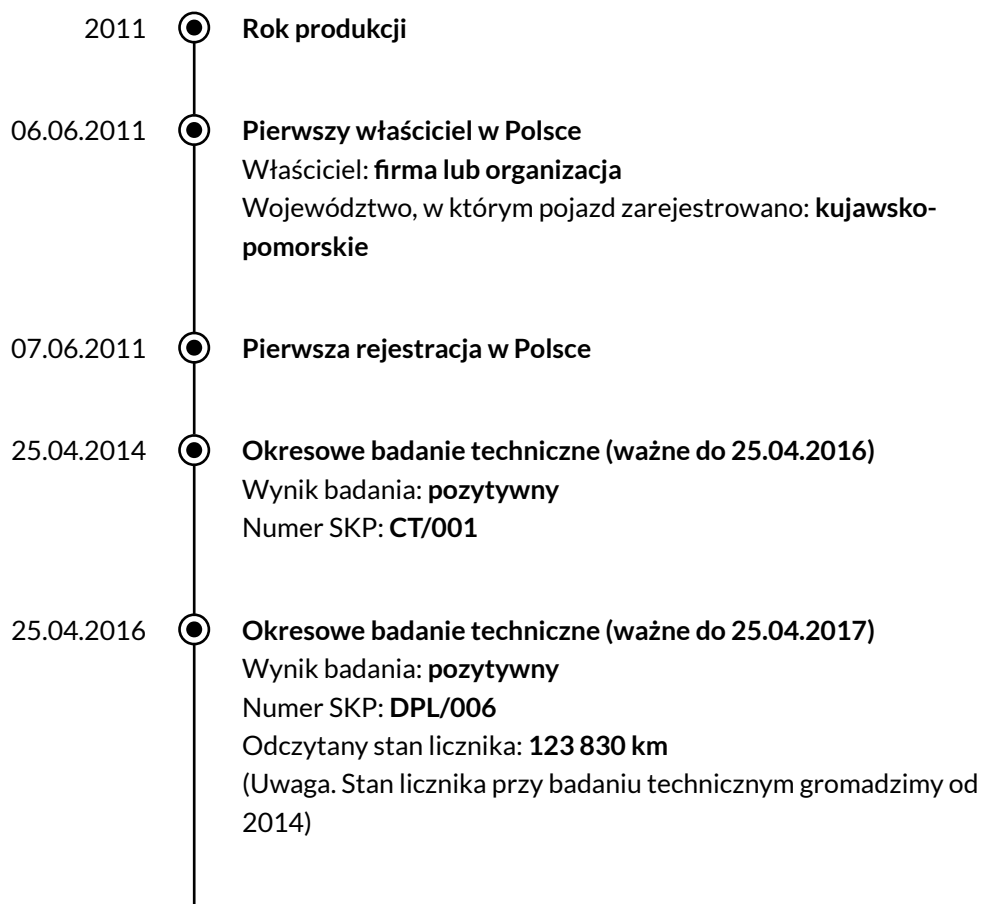 2011 Rok produkcji
06.06.2011 Pierwszy właściciel w Polsce
Właściciel: firma lub organizacja
Województwo, w którym pojazd zarejestrowano: kujawsko-
pomorskie
07.06.2011 Pierwsza rejestracja w Polsce
25.04.2014 Okresowe badanie techniczne (ważne do 25.04.2016)
Wynik badania: pozytywny
Numer SKP: CT/001
25.04.2016 Okresowe badanie techniczne (ważne do 25.04.2017)
Wynik badania: pozytywny
Numer SKP: DPL/006
Odczytany stan licznika: 123 830 km
(Uwaga. Stan licznika przy badaniu technicznym gromadzimy od
2014)